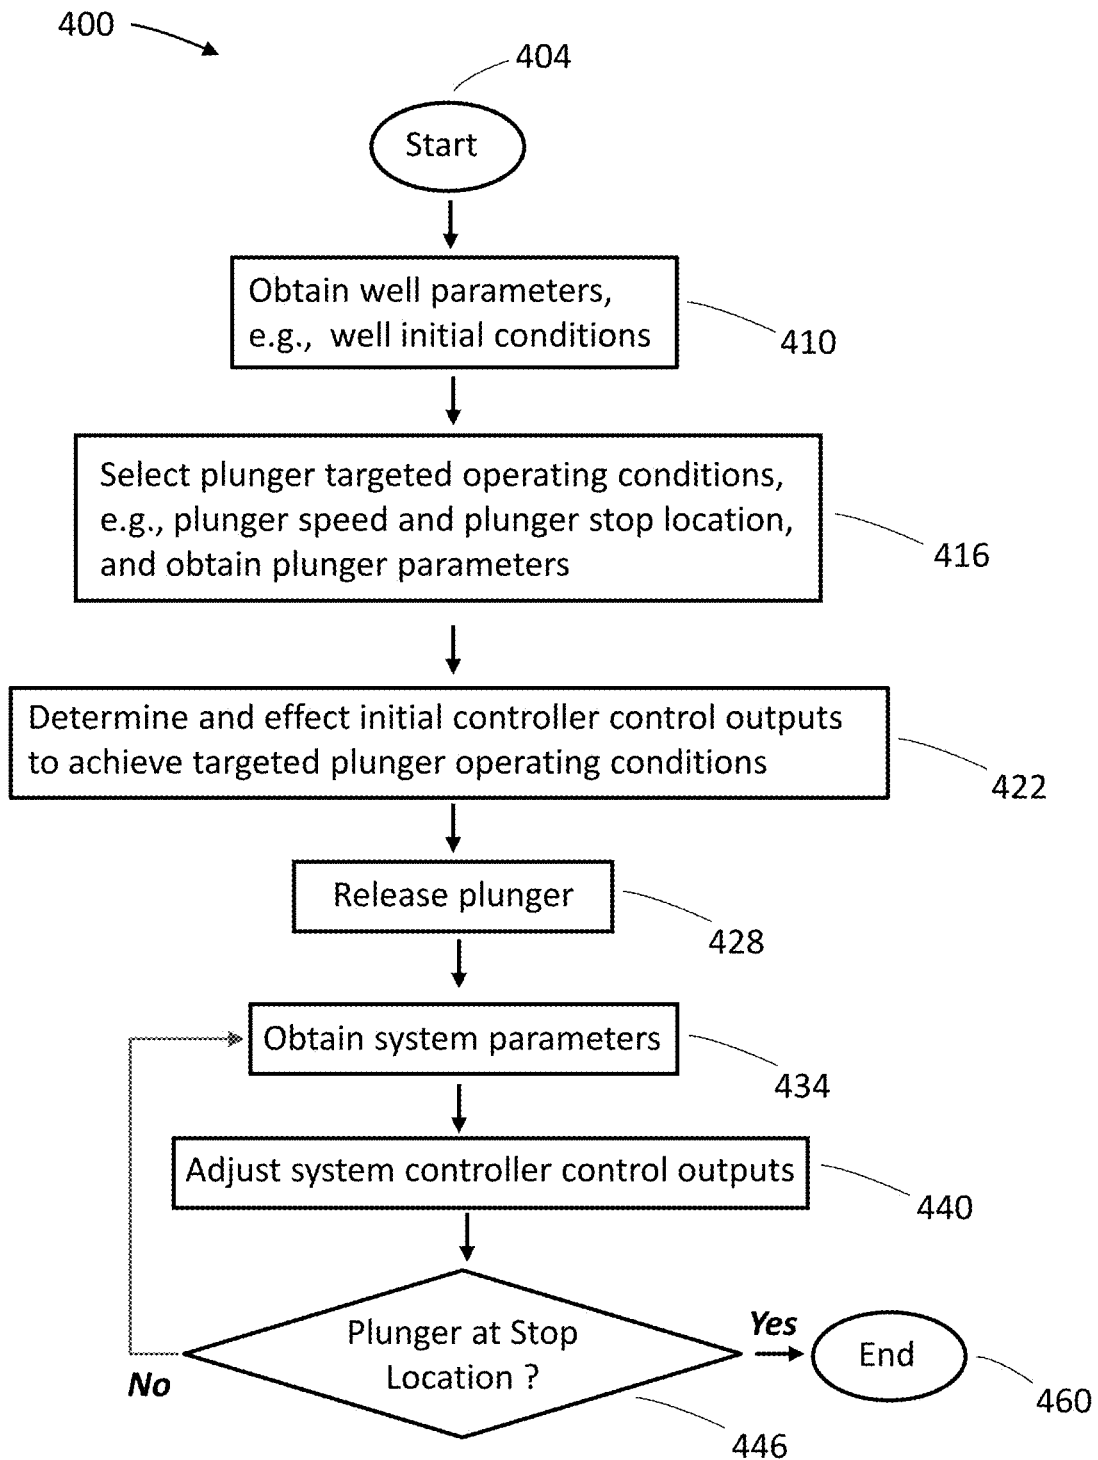 400
404
Start
Obtain well parameters,
e.g., well initial conditions
410
Select plunger targeted operating conditions,
e.g., plunger speed and plunger stop location,
and obtain plunger parameters
416
Determine and effect initial controller control outputs
to achieve targeted plunger operating conditions
422
Release plunger
428
Obtain system parameters
434
Adjust system controller control outputs
440
Plunger at Stop
Location ?
Yes
End
No
460
446